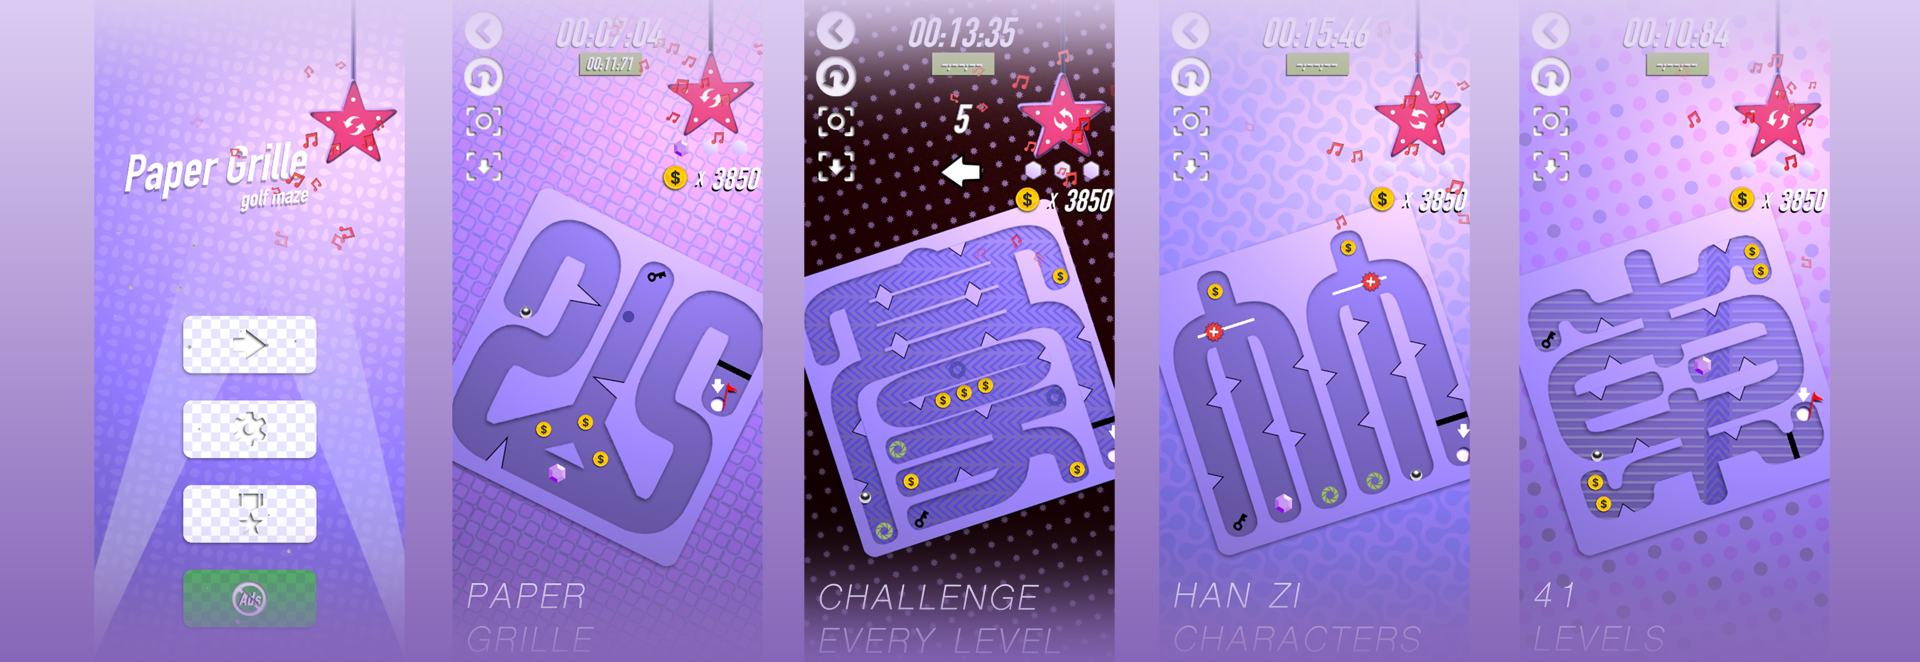 Paper Grille
golf maze
Ads
00:07:04
00:11:71
x 3850
PAPER
GRILLE
00:13:35
--:--:--
5
x 3850
CHALLENGE
EVERY LEVEL
00:15:46
--:--:--
x 3850
HAN ZI
CHARACTERS
00:10:84
--:--:--
x 3850
41
LEVELS